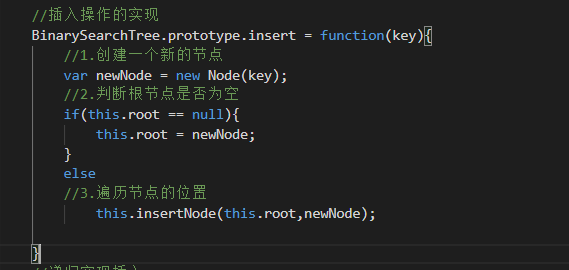 //插入操作的实现
BinarySearchTree.prototype.insert = function(key){
//1.创建一个新的节点
var newNode = new Node(key);
//2.判断根节点是否为空
if(this.root == null){
this.root = newNode;
}
else
//3.遍历节点的位置
this.insertNode(this.root,newNode);
}